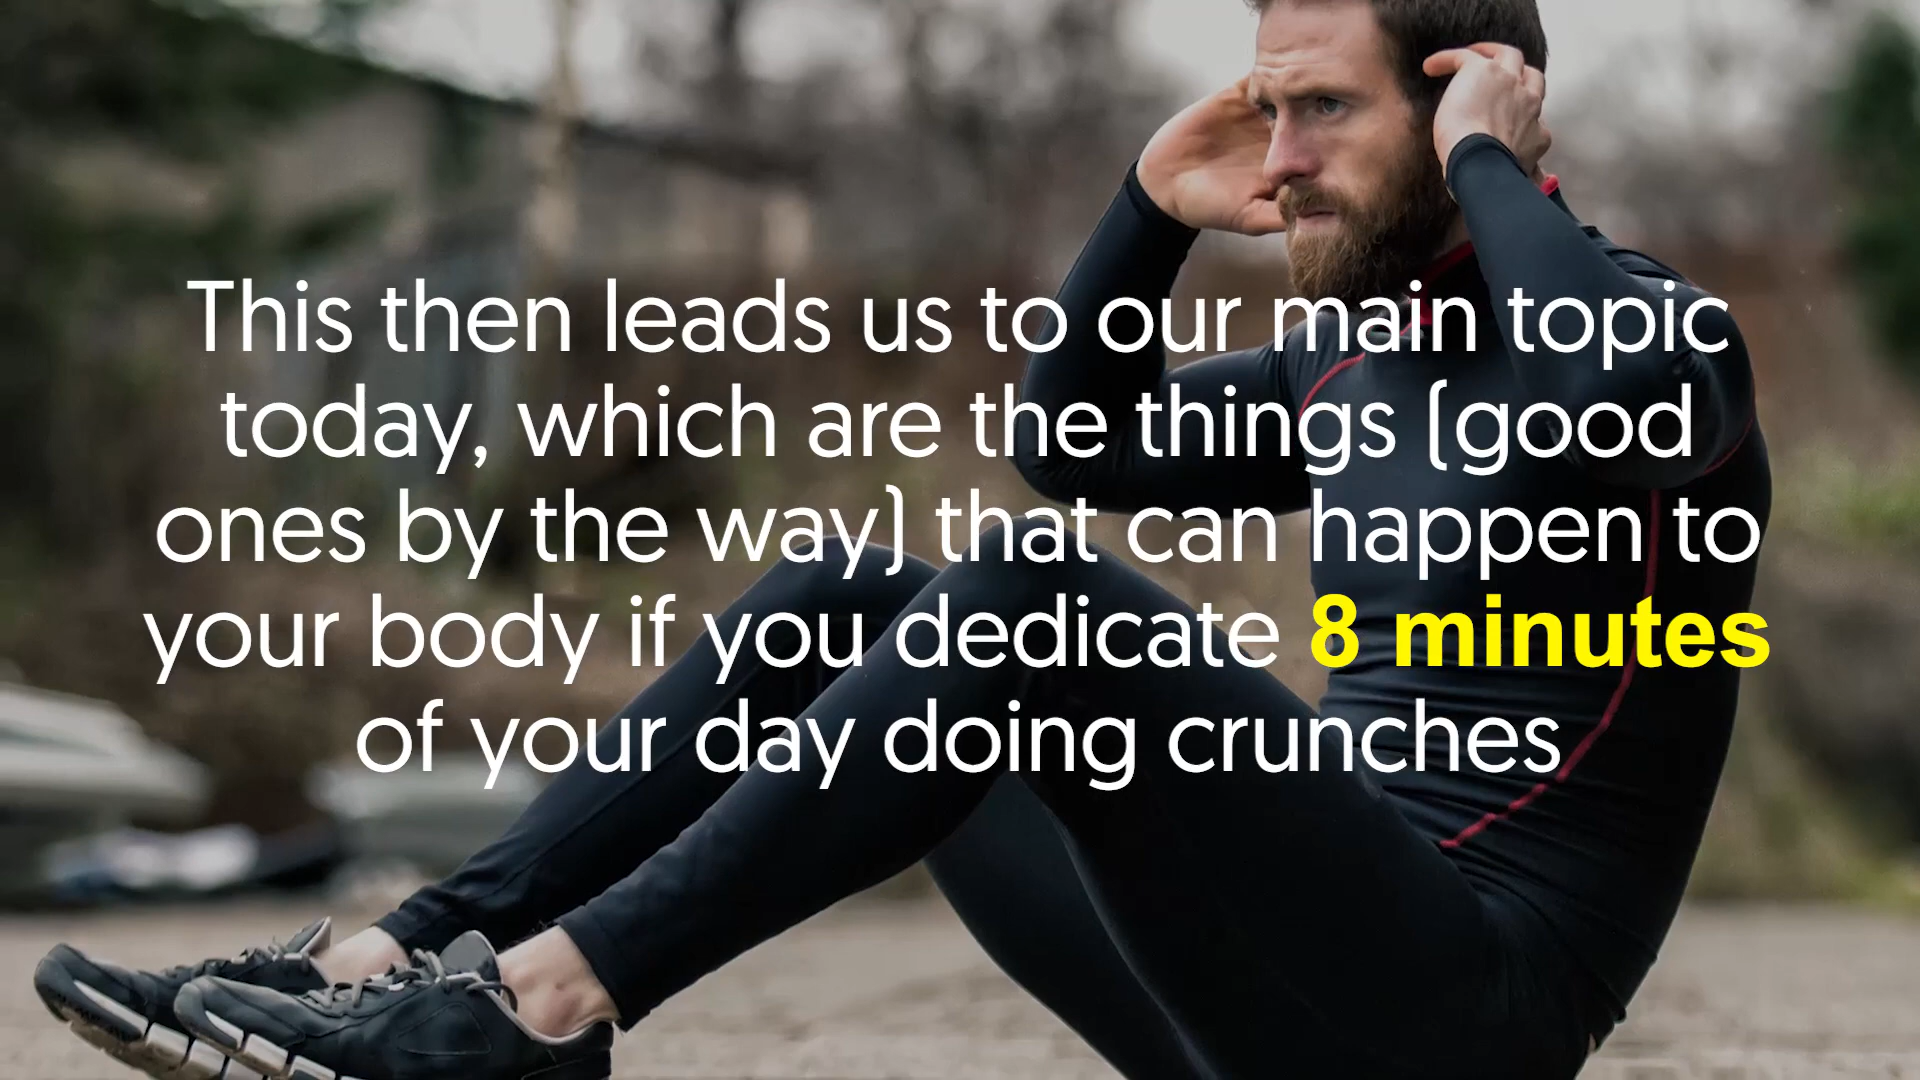 This then leads us to our main topic
today, which are the things (good
ones by the way) that can happen to
your body if you dedicate 8 minutes
of your day doing crunches